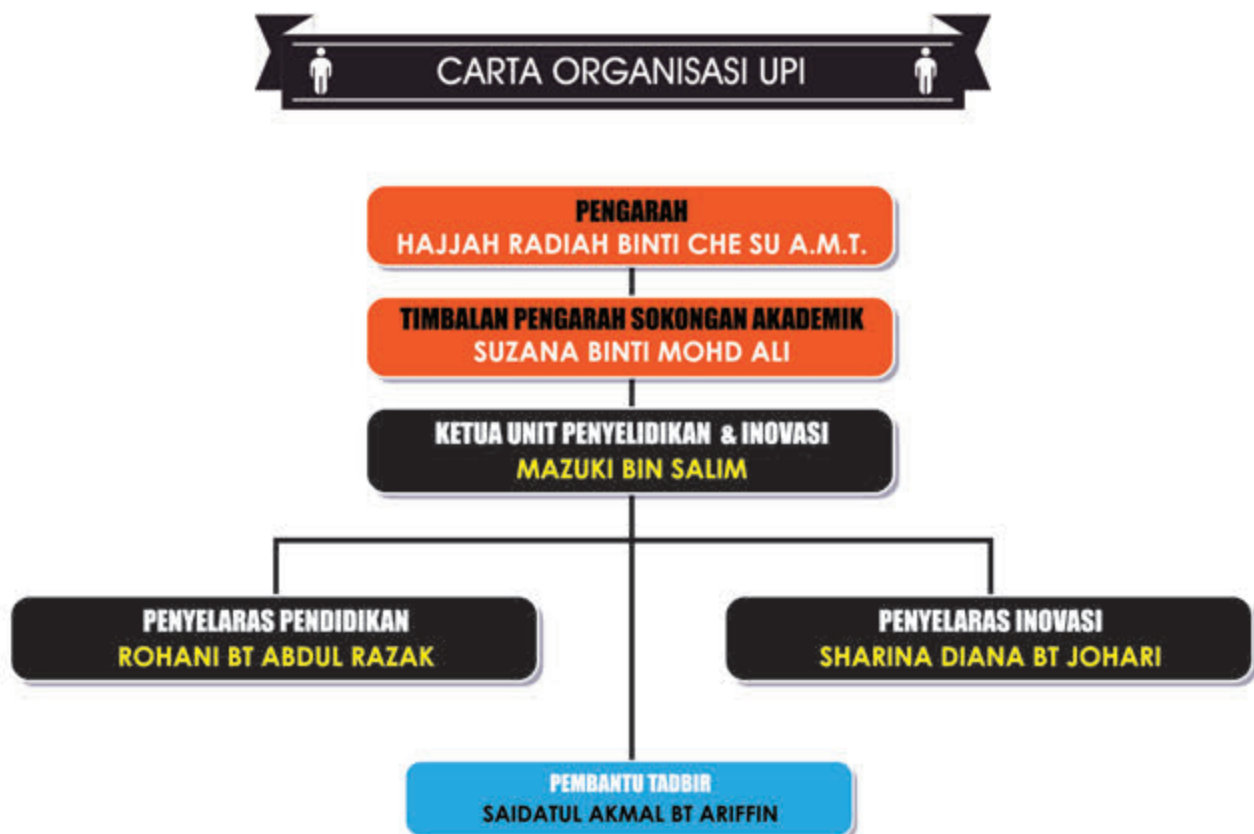 CARTA ORGANISASI UPI
PENGARAH
HAJJAH RADIAH BINTI CHE SU A.M.T.
TIMBALAN PENGARAH SOKONGAN AKADEMIK
SUZANA BINTI MOHD ALI
KETUA UNIT PENYELIDIKAN & INOVASI
MAZUKI BIN SALIM
PENYELARAS PENDIDIKAN
ROHANI BT ABDUL RAZAK
PENYELARAS INOVASI
SHARINA DIANA BT JOHARI
PEMBANTU TADBIR
SAIDATUL AKMAL BT ARIFFIN